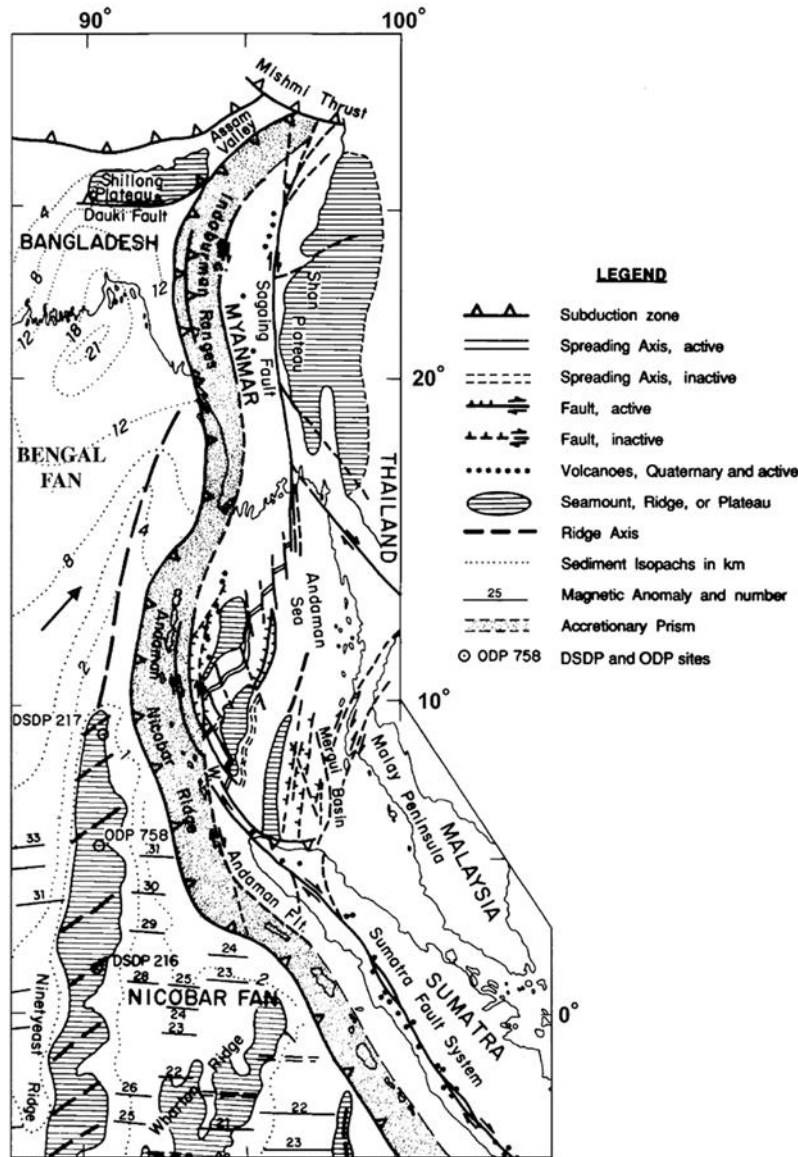 90°
100°
Mishmi Thrust
Assam
Valley
Shillong
Plateau
Dauki Fault
4
BANGLADESH
8
12
12
18
21
Indoburman Ranges
MYANMAR
Sagaing Fault
Shan Plateau
20°
12
BENGAL
FAN
THAILAND
4
8
2
Andaman
Sea
Andaman
Nicobar
Ridge
10°
DSDP 217
1
Mergui
Basin
W.
Malay
Peninsula
MALAYSIA
ODP 758
33
31
31
30
29
Andaman Flt.
24
DSDP 216
28
25
23
2
NICOBAR FAN
24
23
0°
Ninetyeast
Ridge
Sumatra
Fault System
SUMATRA
22
26
Wharton Ridge
25
22
21
23
LEGEND
Subduction zone
Spreading Axis, active
Spreading Axis, inactive
Fault, active
Fault, inactive
Volcanoes, Quaternary and active
Seamount, Ridge, or Plateau
Ridge Axis
Sediment Isopachs in km
25
Magnetic Anomaly and number
Accretionary Prism
ODP 758
DSDP and ODP sites